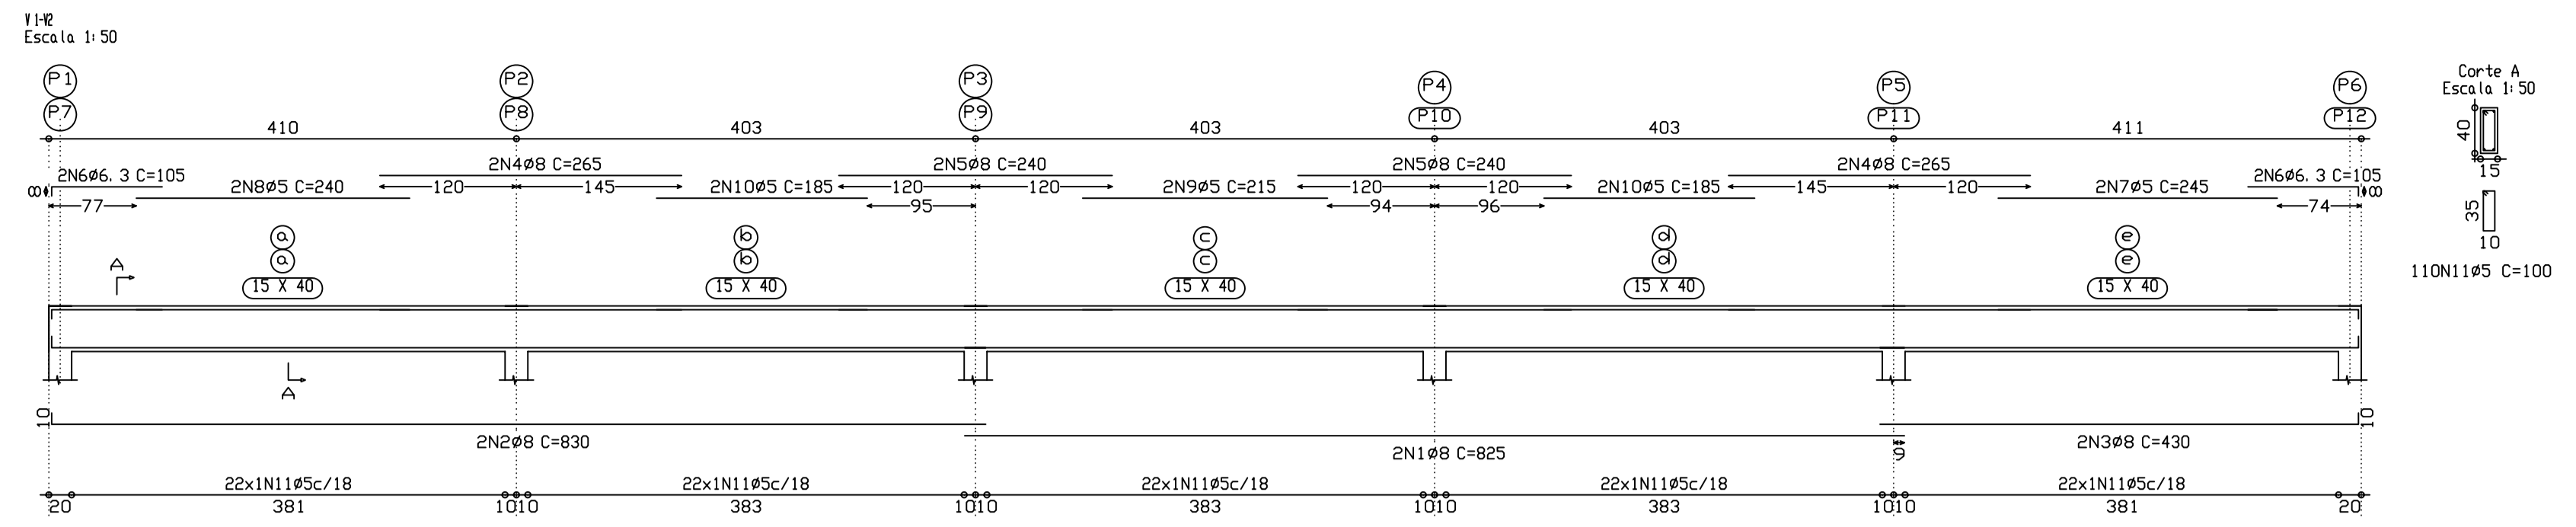 V 1-V2
Escala 1:50
P1 P2 P3 P4 P5 P6
P7 P8 P9 P10 P11 P12
410 403 403 403 411
2N4Ø8 C=265 2N5Ø8 C=240 2N5Ø8 C=240 2N4Ø8 C=265
2N6Ø6.3 C=105 2N8Ø5 C=240 2N10Ø5 C=185 2N9Ø5 C=215 2N10Ø5 C=185 2N7Ø5 C=245 2N6Ø6.3 C=105
8 120 145 120 120 120 120 145 120 8
77 95 94 96 74
a b c d e
a b c d e
A
15 X 40 15 X 40 15 X 40 15 X 40 15 X 40
A
10 10
2N2Ø8 C=830 2N3Ø8 C=430
2N1Ø8 C=825 9
22x1N11Ø5c/18 22x1N11Ø5c/18 22x1N11Ø5c/18 22x1N11Ø5c/18 22x1N11Ø5c/18
20 381 1010 383 1010 383 1010 383 1010 381 20
Corte A
Escala 1:50
40
15
35
10
110N11Ø5 C=100